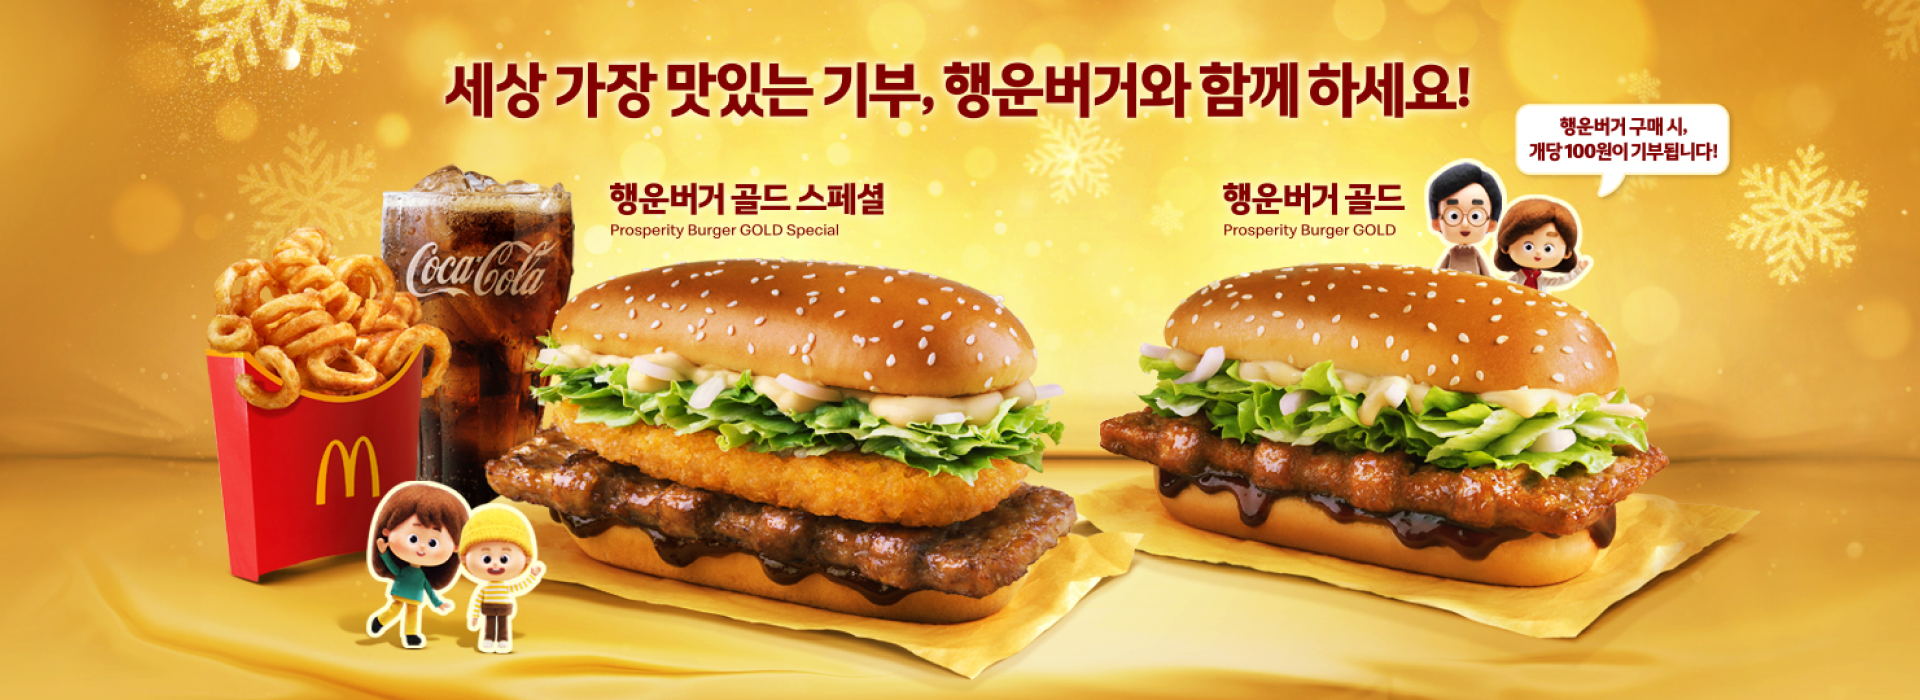 세상 가장 맛있는 기부, 행운버거와 함께 하세요!
행운버거 구매 시,
개당 100원이 기부됩니다!
행운버거 골드 스페셜
Prosperity Burger GOLD Special
행운버거 골드
Prosperity Burger GOLD
Coca-Cola
M